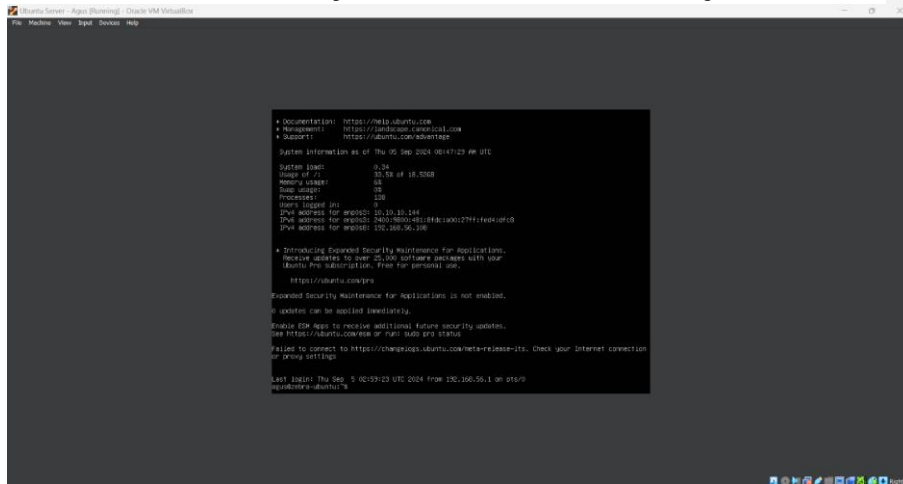 Ubuntu Server - Agus [Running] - Oracle VM VirtualBox
File Machine View Input Devices Help
* Documentation: https://help.ubuntu.com
* Management: https://landscape.canonical.com
* Support: https://ubuntu.com/advantage
System information as of Thu 05 Sep 2024 08:47:23 AM UTC
System load: 0.34
Usage of /: 33.5% of 18.53GB
Memory usage: 6%
Swap usage: 0%
Processes: 138
Users logged in: 0
IPv4 address for enp0s3: 10.10.10.144
IPv6 address for enp0s3:
IPv4 address for enp0s8: 192.168.56.108
* Introducing Expanded Security Maintenance for Applications.
Receive updates to over 25,000 software packages with your
Ubuntu Pro subscription. Free for personal use.
https://ubuntu.com/pro
Expanded Security Maintenance for Applications is not enabled.
0 updates can be applied immediately.
Enable ESM Apps to receive additional future security updates.
See https://ubuntu.com/esm or run: sudo pro status
Failed to connect to https://changelogs.ubuntu.com/meta-release-lts. Check your Internet connection
or proxy settings
Last login: Thu Sep 5 02:59:23 UTC 2024 from 192.168.56.1 on pts/0
Right